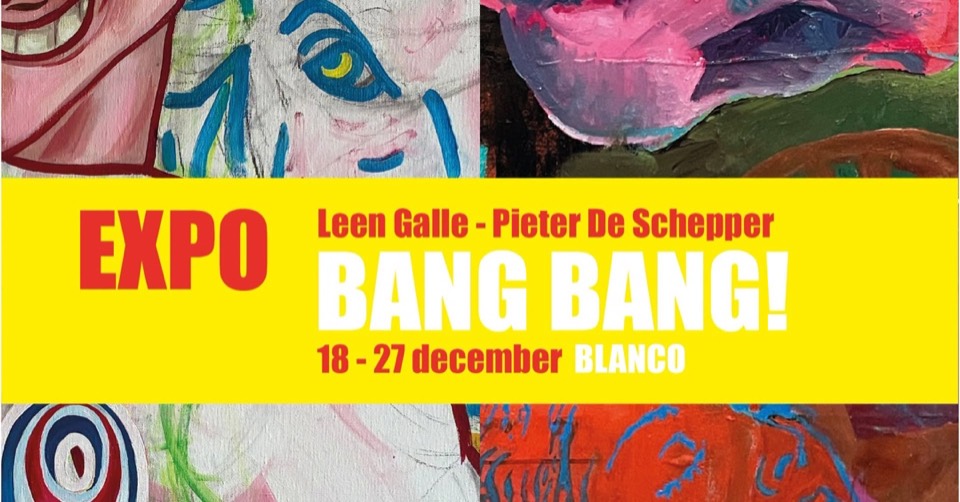 EXPO
Leen Galle - Pieter De Schepper
BANG BANG!
18 - 27 december BLANCO